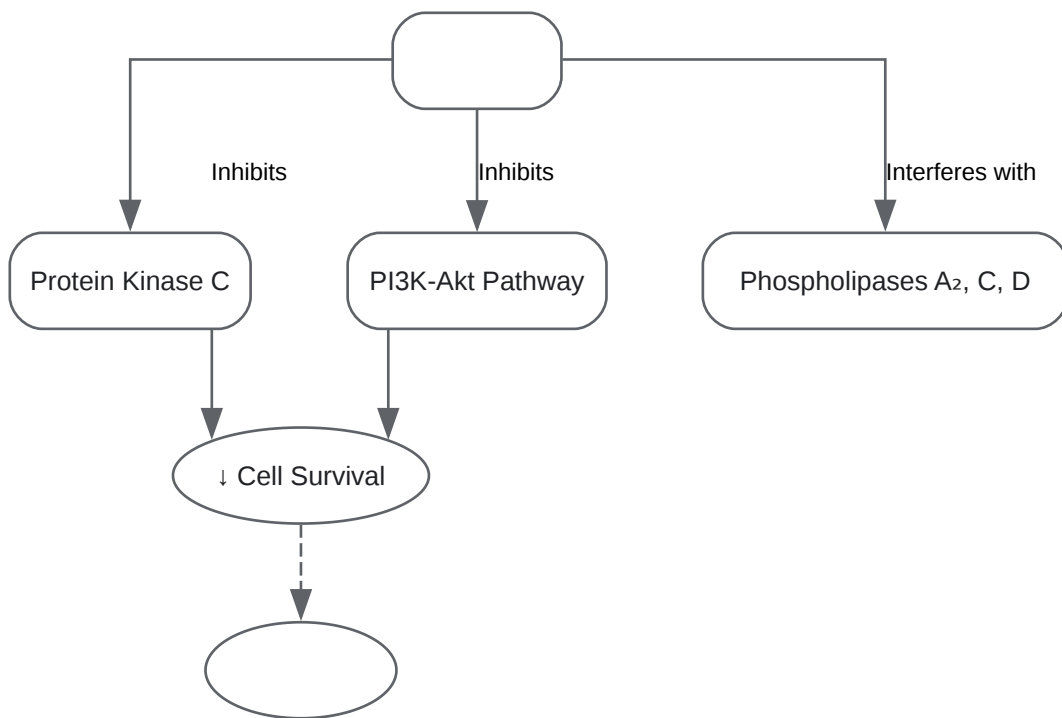 Inhibits
Inhibits
Interferes with
Protein Kinase C
PI3K-Akt Pathway
Phospholipases A₂, C, D
↓ Cell Survival